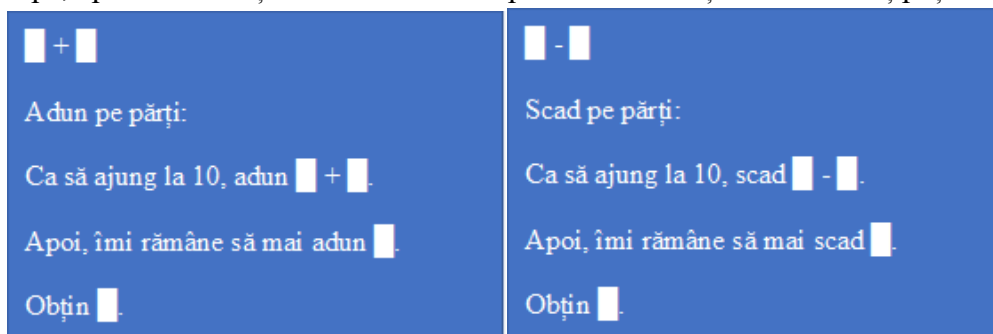 █ + █
Adun pe părți:
Ca să ajung la 10, adun █ + █.
Apoi, îmi rămâne să mai adun █.
Obțin █.
█ - █
Scad pe părți:
Ca să ajung la 10, scad █ - █.
Apoi, îmi rămâne să mai scad █.
Obțin █.